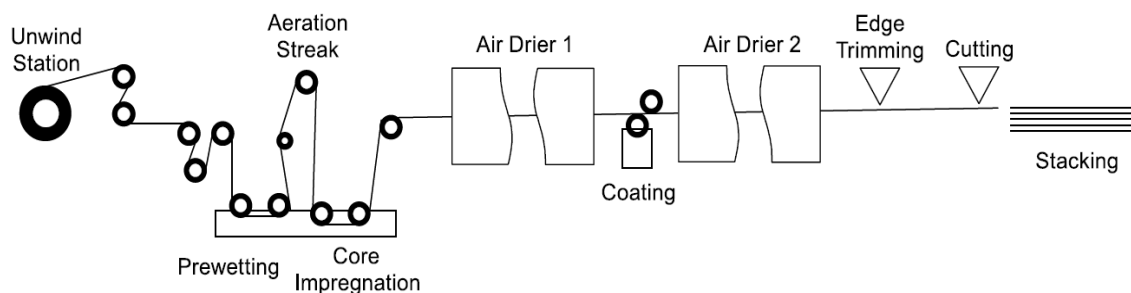 Unwind
Station
Aeration
Streak
Air Drier 1
Air Drier 2
Edge
Trimming
Cutting
Prewetting
Core
Impregnation
Coating
Stacking